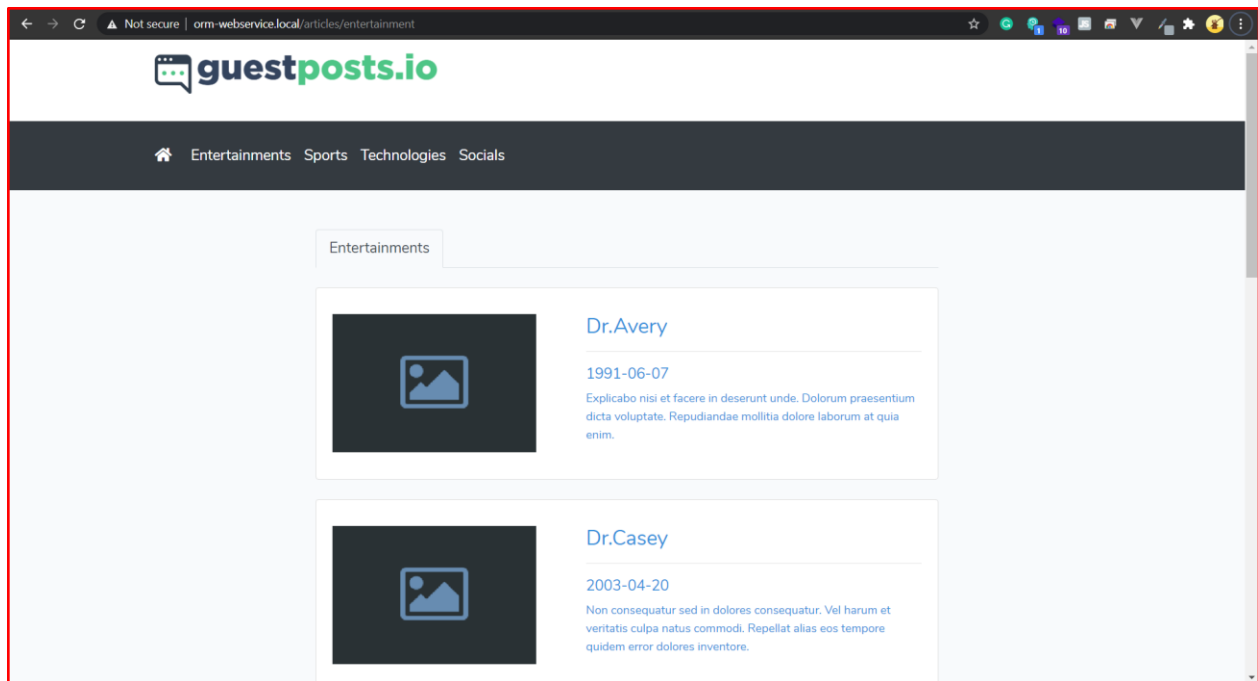 Not secure | orm-webservice.local/articles/entertainment
1
10
guestposts.io
Entertainments Sports Technologies Socials
Entertainments
Dr.Avery
1991-06-07
Explicabo nisi et facere in deserunt unde. Dolorum praesentium
dicta voluptate. Repudiandae mollitia dolore laborum at quia
enim.
Dr.Casey
2003-04-20
Non consequatur sed in dolores consequatur. Vel harum et
veritatis culpa natus commodi. Repellat alias eos tempore
quidem error dolores inventore.